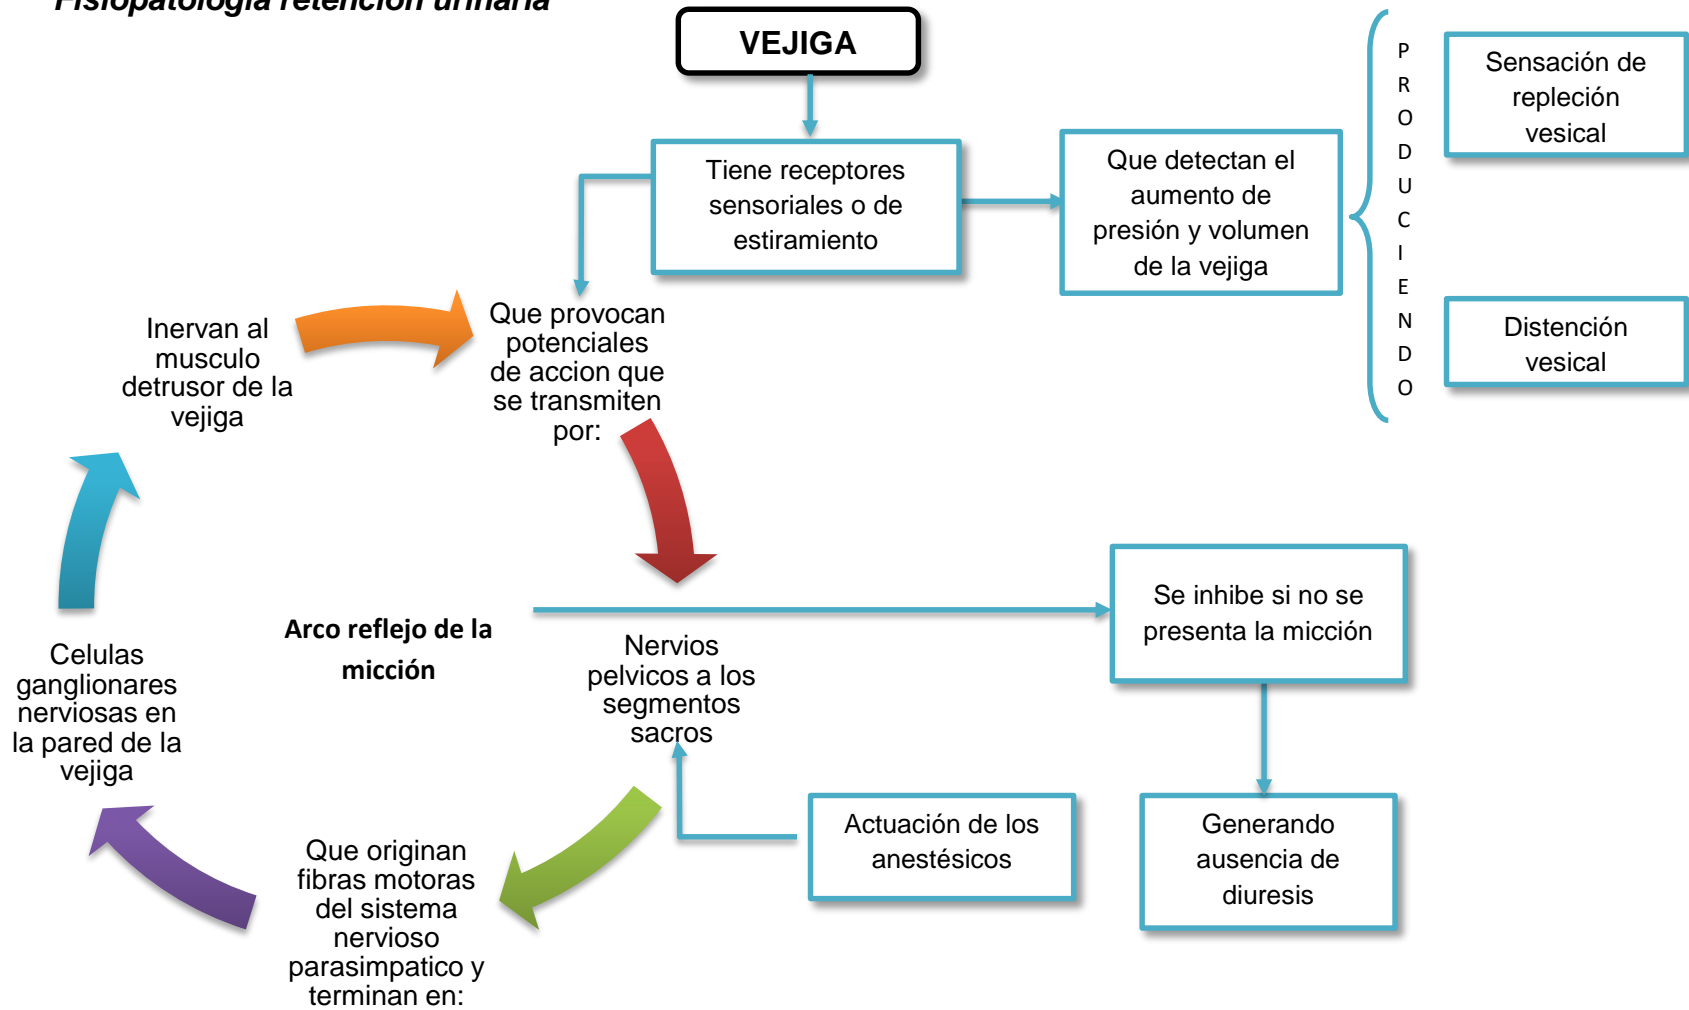 Fisiopatología retención urinaria
VEJIGA
Tiene receptores
sensoriales o de
estiramiento
Que detectan el
aumento de
presión y volumen
de la vejiga
P
R
O
D
U
C
I
E
N
D
O
Sensación de
repleción
vesical
Distención
vesical
Que provocan
potenciales
de accion que
se transmiten
por:
Inervan al
musculo
detrusor de la
vejiga
Arco reflejo de la
micción
Nervios
pelvicos a los
segmentos
sacros
Se inhibe si no se
presenta la micción
Celulas
ganglionares
nerviosas en
la pared de la
vejiga
Que originan
fibras motoras
del sistema
nervioso
parasimpatico y
terminan en:
Actuación de los
anestésicos
Generando
ausencia de
diuresis